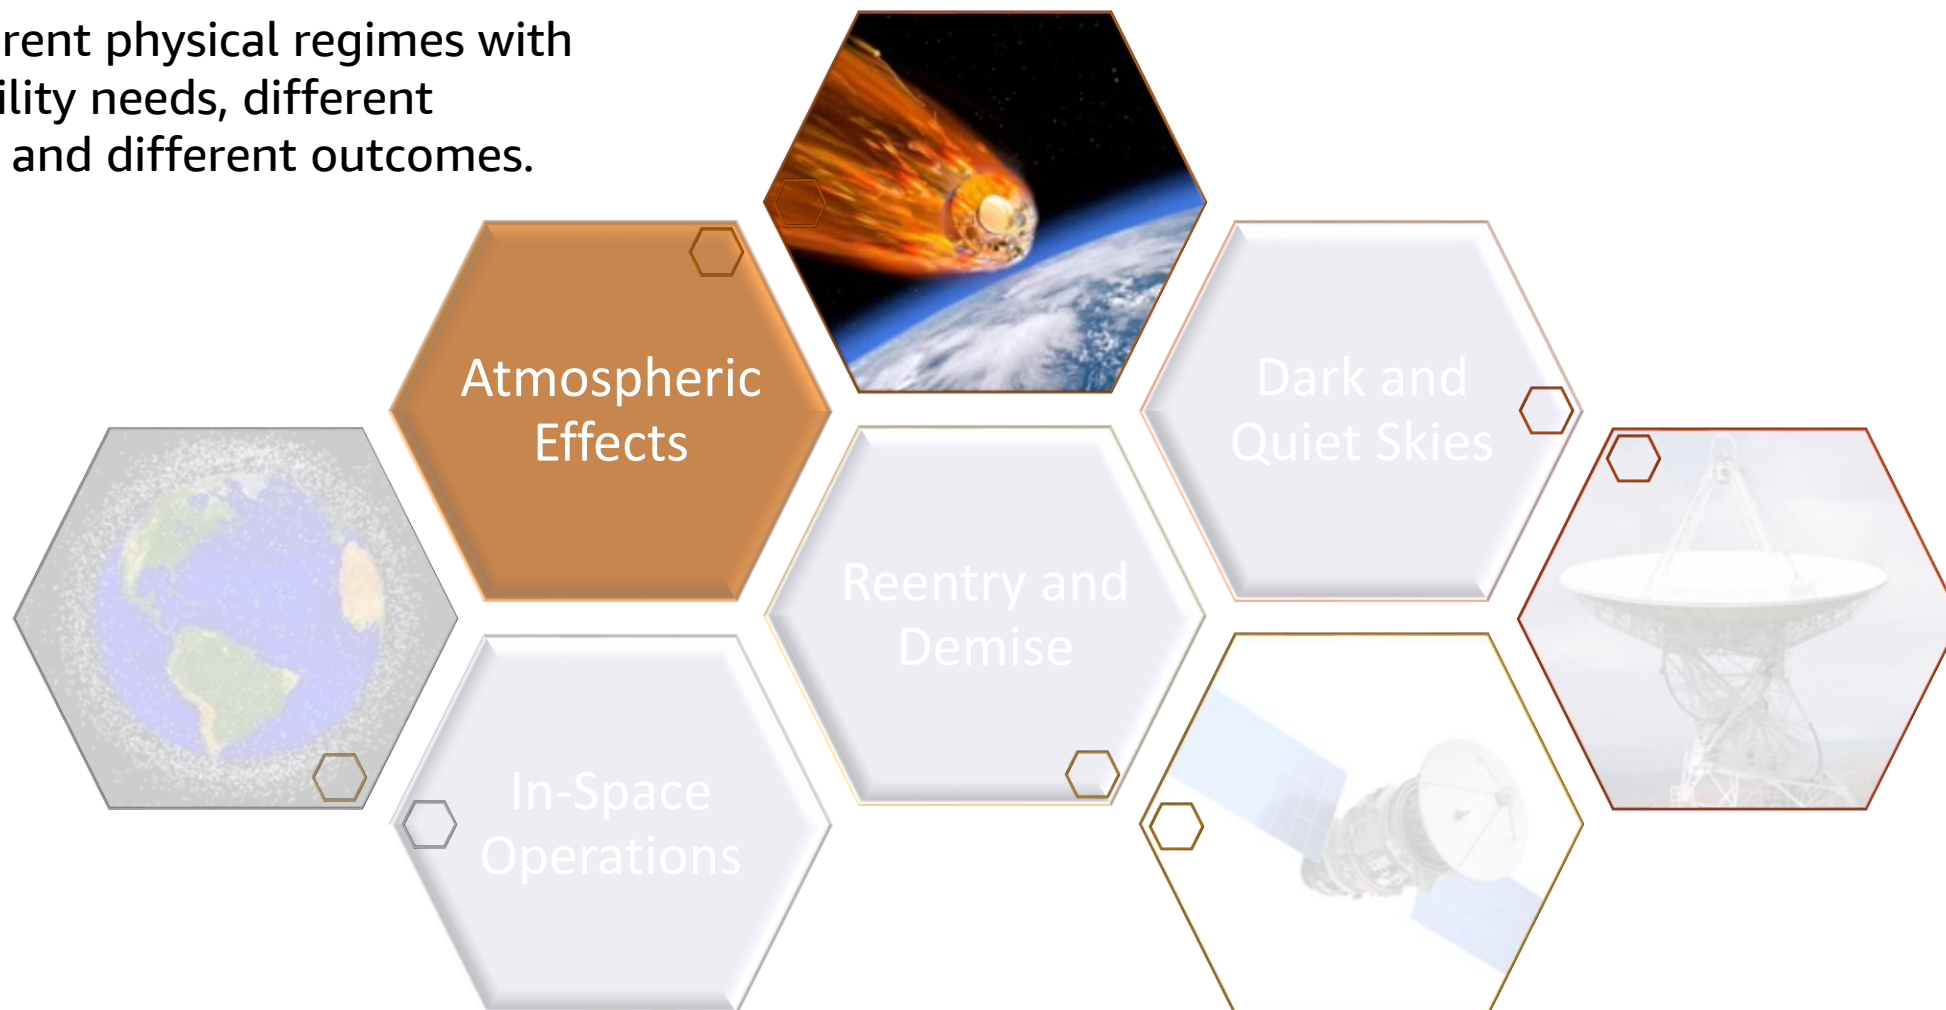 rent physical regimes with
ility needs, different
and different outcomes.
Atmospheric
Effects
Dark and
Quiet Skies
Reentry and
Demise
In-Space
Operations